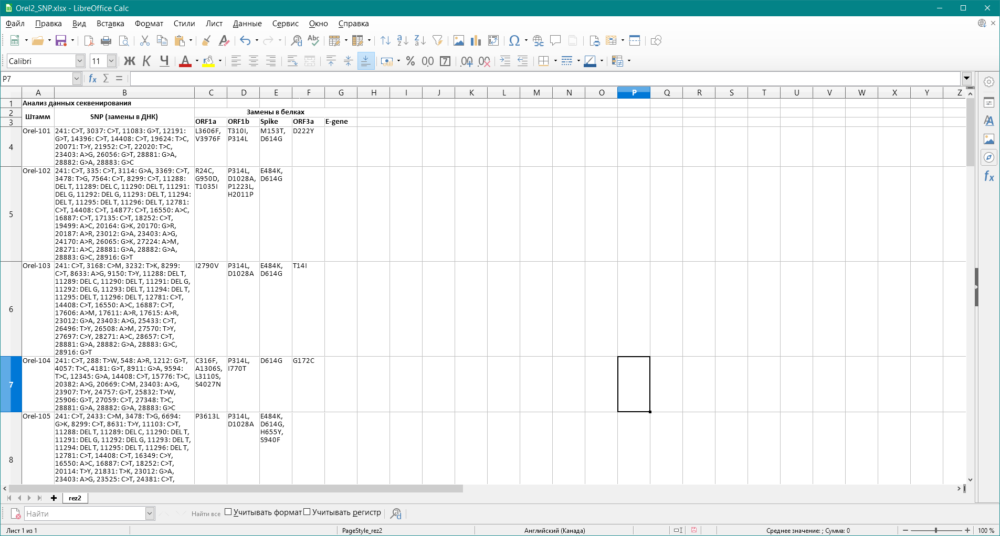 Orel2_SNP.xlsx - LibreOffice Calc
Файл Правка Вид Вставка Формат Стили Лист Данные Сервис Окно Справка
Calibri 11 Ж К Ч
P7
A B C D E F G H I J K L M N O P Q R S T U V W X Y Z
1 Анализ данных секвенирования
2 Штамм SNP (замены в ДНК) Замены в белках
3 ORF1a ORF1b Spike ORF3a E-gene
4
Orel-101
241: C>T, 3037: C>T, 11083: G>T, 12191:
G>T, 14396: C>T, 14408: C>T, 19624: T>C,
20071: T>Y, 21952: C>T, 22020: T>C,
23403: A>G, 26056: G>T, 28881: G>A,
28882: G>A, 28883: G>C
L3606F,
V3976F
T310I,
P314L
M153T,
D614G
D222Y
5
Orel-102
241: C>T, 335: C>T, 3114: G>A, 3369: C>T,
3478: T>G, 7564: C>T, 8299: C>T, 11288:
DEL T, 11289: DEL C, 11290: DEL T, 11291:
DEL G, 11292: DEL G, 11293: DEL T, 11294:
DEL T, 11295: DEL T, 11296: DEL T, 12781:
C>T, 14408: C>T, 14877: C>T, 16550: A>C,
16887: C>T, 17135: C>T, 18252: C>T,
19499: A>C, 20164: G>K, 20170: G>R,
20187: A>R, 23012: G>A, 23403: A>G,
24170: A>R, 26065: G>K, 27224: A>M,
28271: A>C, 28881: G>A, 28882: G>A,
28883: G>C, 28916: G>T
R24C,
G950D,
T1035I
P314L,
D1028A,
P1223L,
H2011P
E484K,
D614G
6
Orel-103
241: C>T, 3168: C>M, 3232: T>K, 8299:
C>T, 8633: A>G, 9150: T>Y, 11288: DEL T,
11289: DEL C, 11290: DEL T, 11291: DEL G,
11292: DEL G, 11293: DEL T, 11294: DEL T,
11295: DEL T, 11296: DEL T, 12781: C>T,
14408: C>T, 16550: A>C, 16887: C>T,
17606: A>M, 17611: A>R, 17615: A>R,
23012: G>A, 23403: A>G, 25433: C>T,
26496: T>Y, 26508: A>M, 27570: T>Y,
27697: C>Y, 28271: A>C, 28657: C>T,
28881: G>A, 28882: G>A, 28883: G>C,
28916: G>T
I2790V
P314L,
D1028A
E484K,
D614G
T14I
7
Orel-104
241: C>T, 288: T>W, 548: A>R, 1212: G>T,
4057: T>C, 4181: G>T, 8911: G>A, 9594:
T>C, 12345: G>A, 14408: C>T, 15776: T>C,
20382: A>G, 20669: C>M, 23403: A>G,
23907: T>Y, 24757: G>T, 25832: T>W,
25906: G>T, 27059: C>T, 27348: T>C,
28881: G>A, 28882: G>A, 28883: G>C
C316F,
A1306S,
L3110S,
S4027N
P314L,
I770T
D614G
G172C
8
Orel-105
241: C>T, 2433: C>M, 3478: T>G, 6694:
G>K, 8299: C>T, 8631: T>Y, 11103: C>T,
11288: DEL T, 11289: DEL C, 11290: DEL T,
11291: DEL G, 11292: DEL G, 11293: DEL T,
11294: DEL T, 11295: DEL T, 11296: DEL T,
12781: C>T, 14408: C>T, 16349: C>Y,
16550: A>C, 16887: C>T, 18252: C>T,
20114: T>Y, 21831: T>K, 23012: G>A,
23403: A>G, 23525: C>T, 24381: C>T,
P3613L
P314L,
D1028A
E484K,
D614G,
H655Y,
S940F
rez2
Найти Найти все Учитывать формат Учитывать регистр
Лист 1 из 1 PageStyle_rez2 Английский (Канада) Среднее значение: ; Сумма: 0 100 %